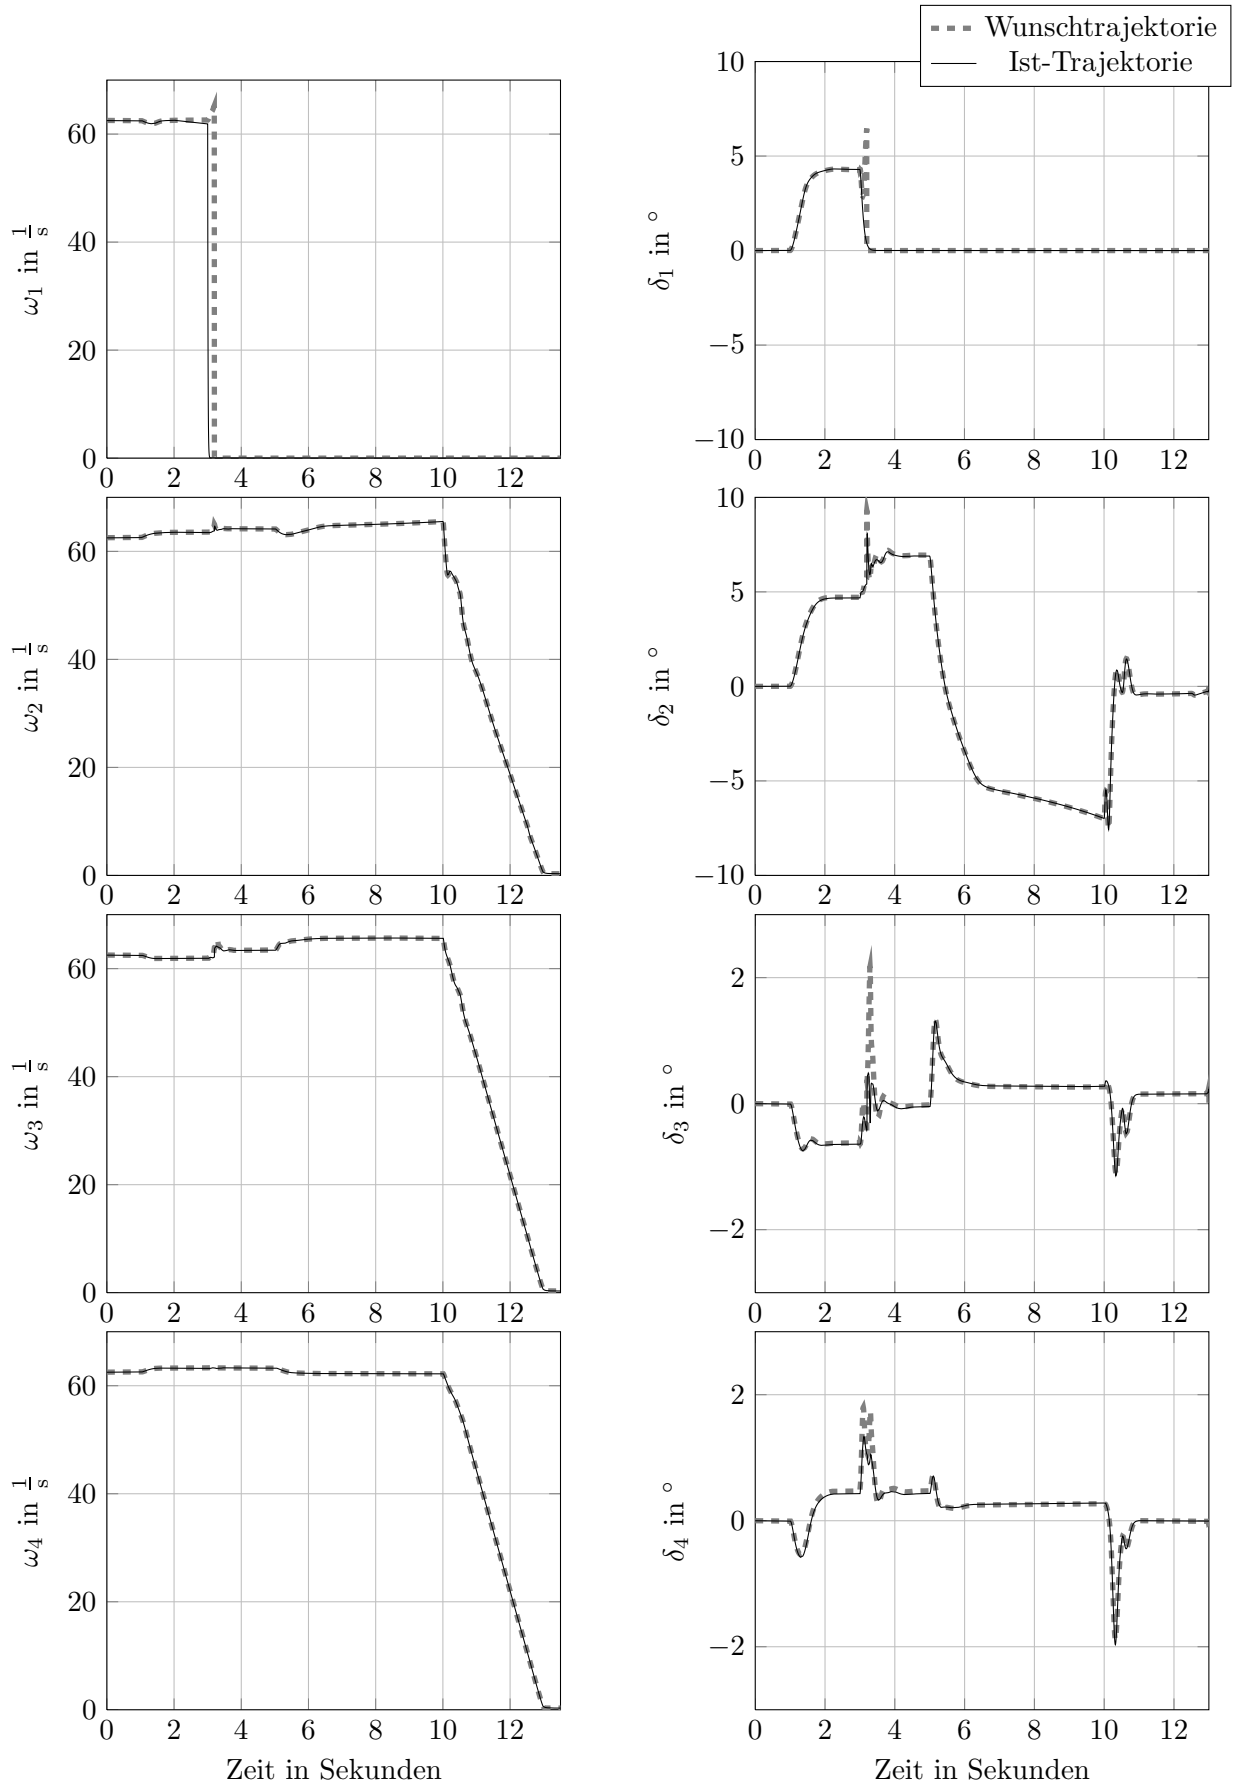 Wunschtrajektorie
Ist-Trajektorie
60
40
20
0
0 2 4 6 8 10 12
ω1 in 1/s
10
5
0
−5
−10
0 2 4 6 8 10 12
δ1 in °
60
40
20
0
0 2 4 6 8 10 12
ω2 in 1/s
10
5
0
−5
−10
0 2 4 6 8 10 12
δ2 in °
60
40
20
0
0 2 4 6 8 10 12
ω3 in 1/s
2
0
−2
0 2 4 6 8 10 12
δ3 in °
60
40
20
0
0 2 4 6 8 10 12
ω4 in 1/s
Zeit in Sekunden
2
0
−2
0 2 4 6 8 10 12
δ4 in °
Zeit in Sekunden